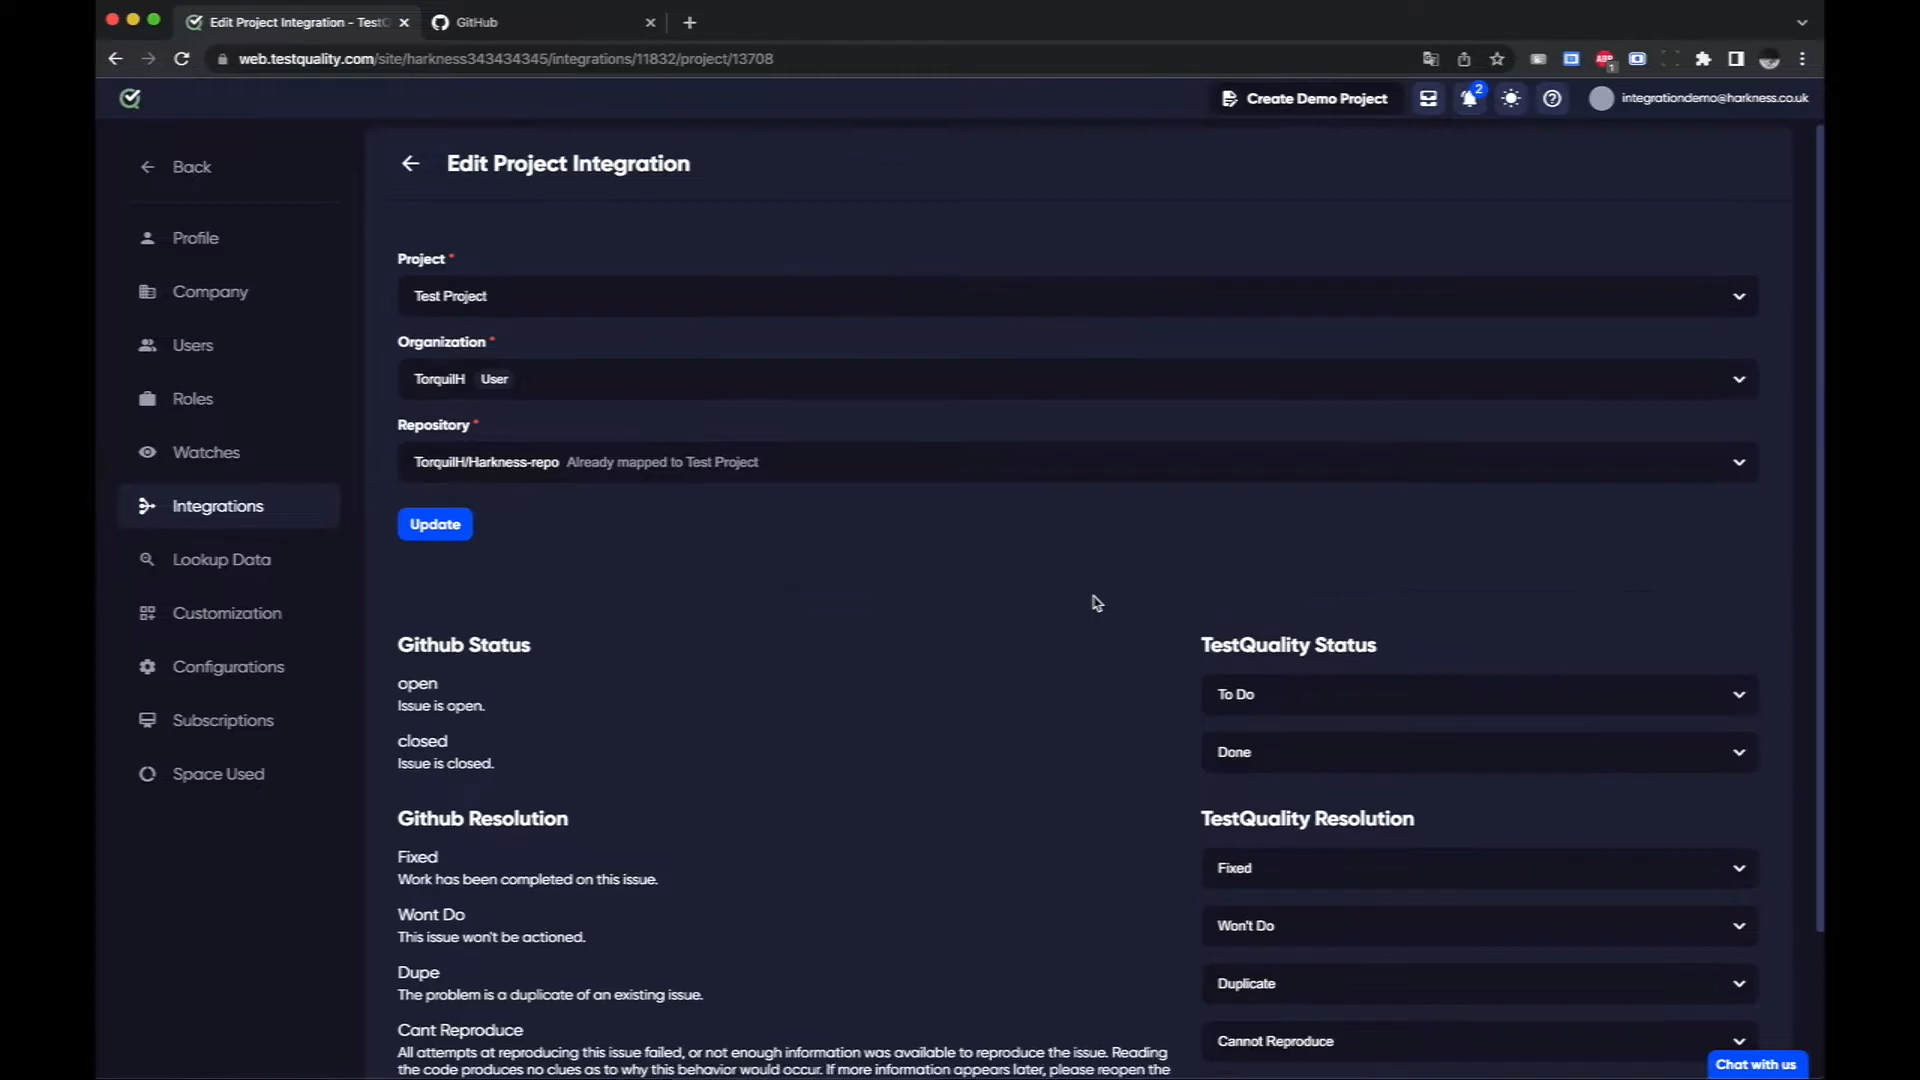 Edit Project Integration - TestQ
GitHub
web.testquality.com/site/harkness343434345/integrations/11832/project/13708
ABP
1
Create Demo Project
2
integrationdemo@harkness.co.uk
Back
Edit Project Integration
Profile
Company
Users
Roles
Watches
Integrations
Lookup Data
Customization
Configurations
Subscriptions
Space Used
Project *
Test Project
Organization *
TorquilH User
Repository *
TorquilH/Harkness-repo Already mapped to Test Project
Update
Github Status
TestQuality Status
open
Issue is open.
To Do
closed
Issue is closed.
Done
Github Resolution
TestQuality Resolution
Fixed
Work has been completed on this issue.
Fixed
Wont Do
This issue won't be actioned.
Won't Do
Dupe
The problem is a duplicate of an existing issue.
Duplicate
Cant Reproduce
All attempts at reproducing this issue failed, or not enough information was available to reproduce the issue. Reading
the code produces no clues as to why this behavior would occur. If more information appears later, please reopen the
Cannot Reproduce
Chat with us